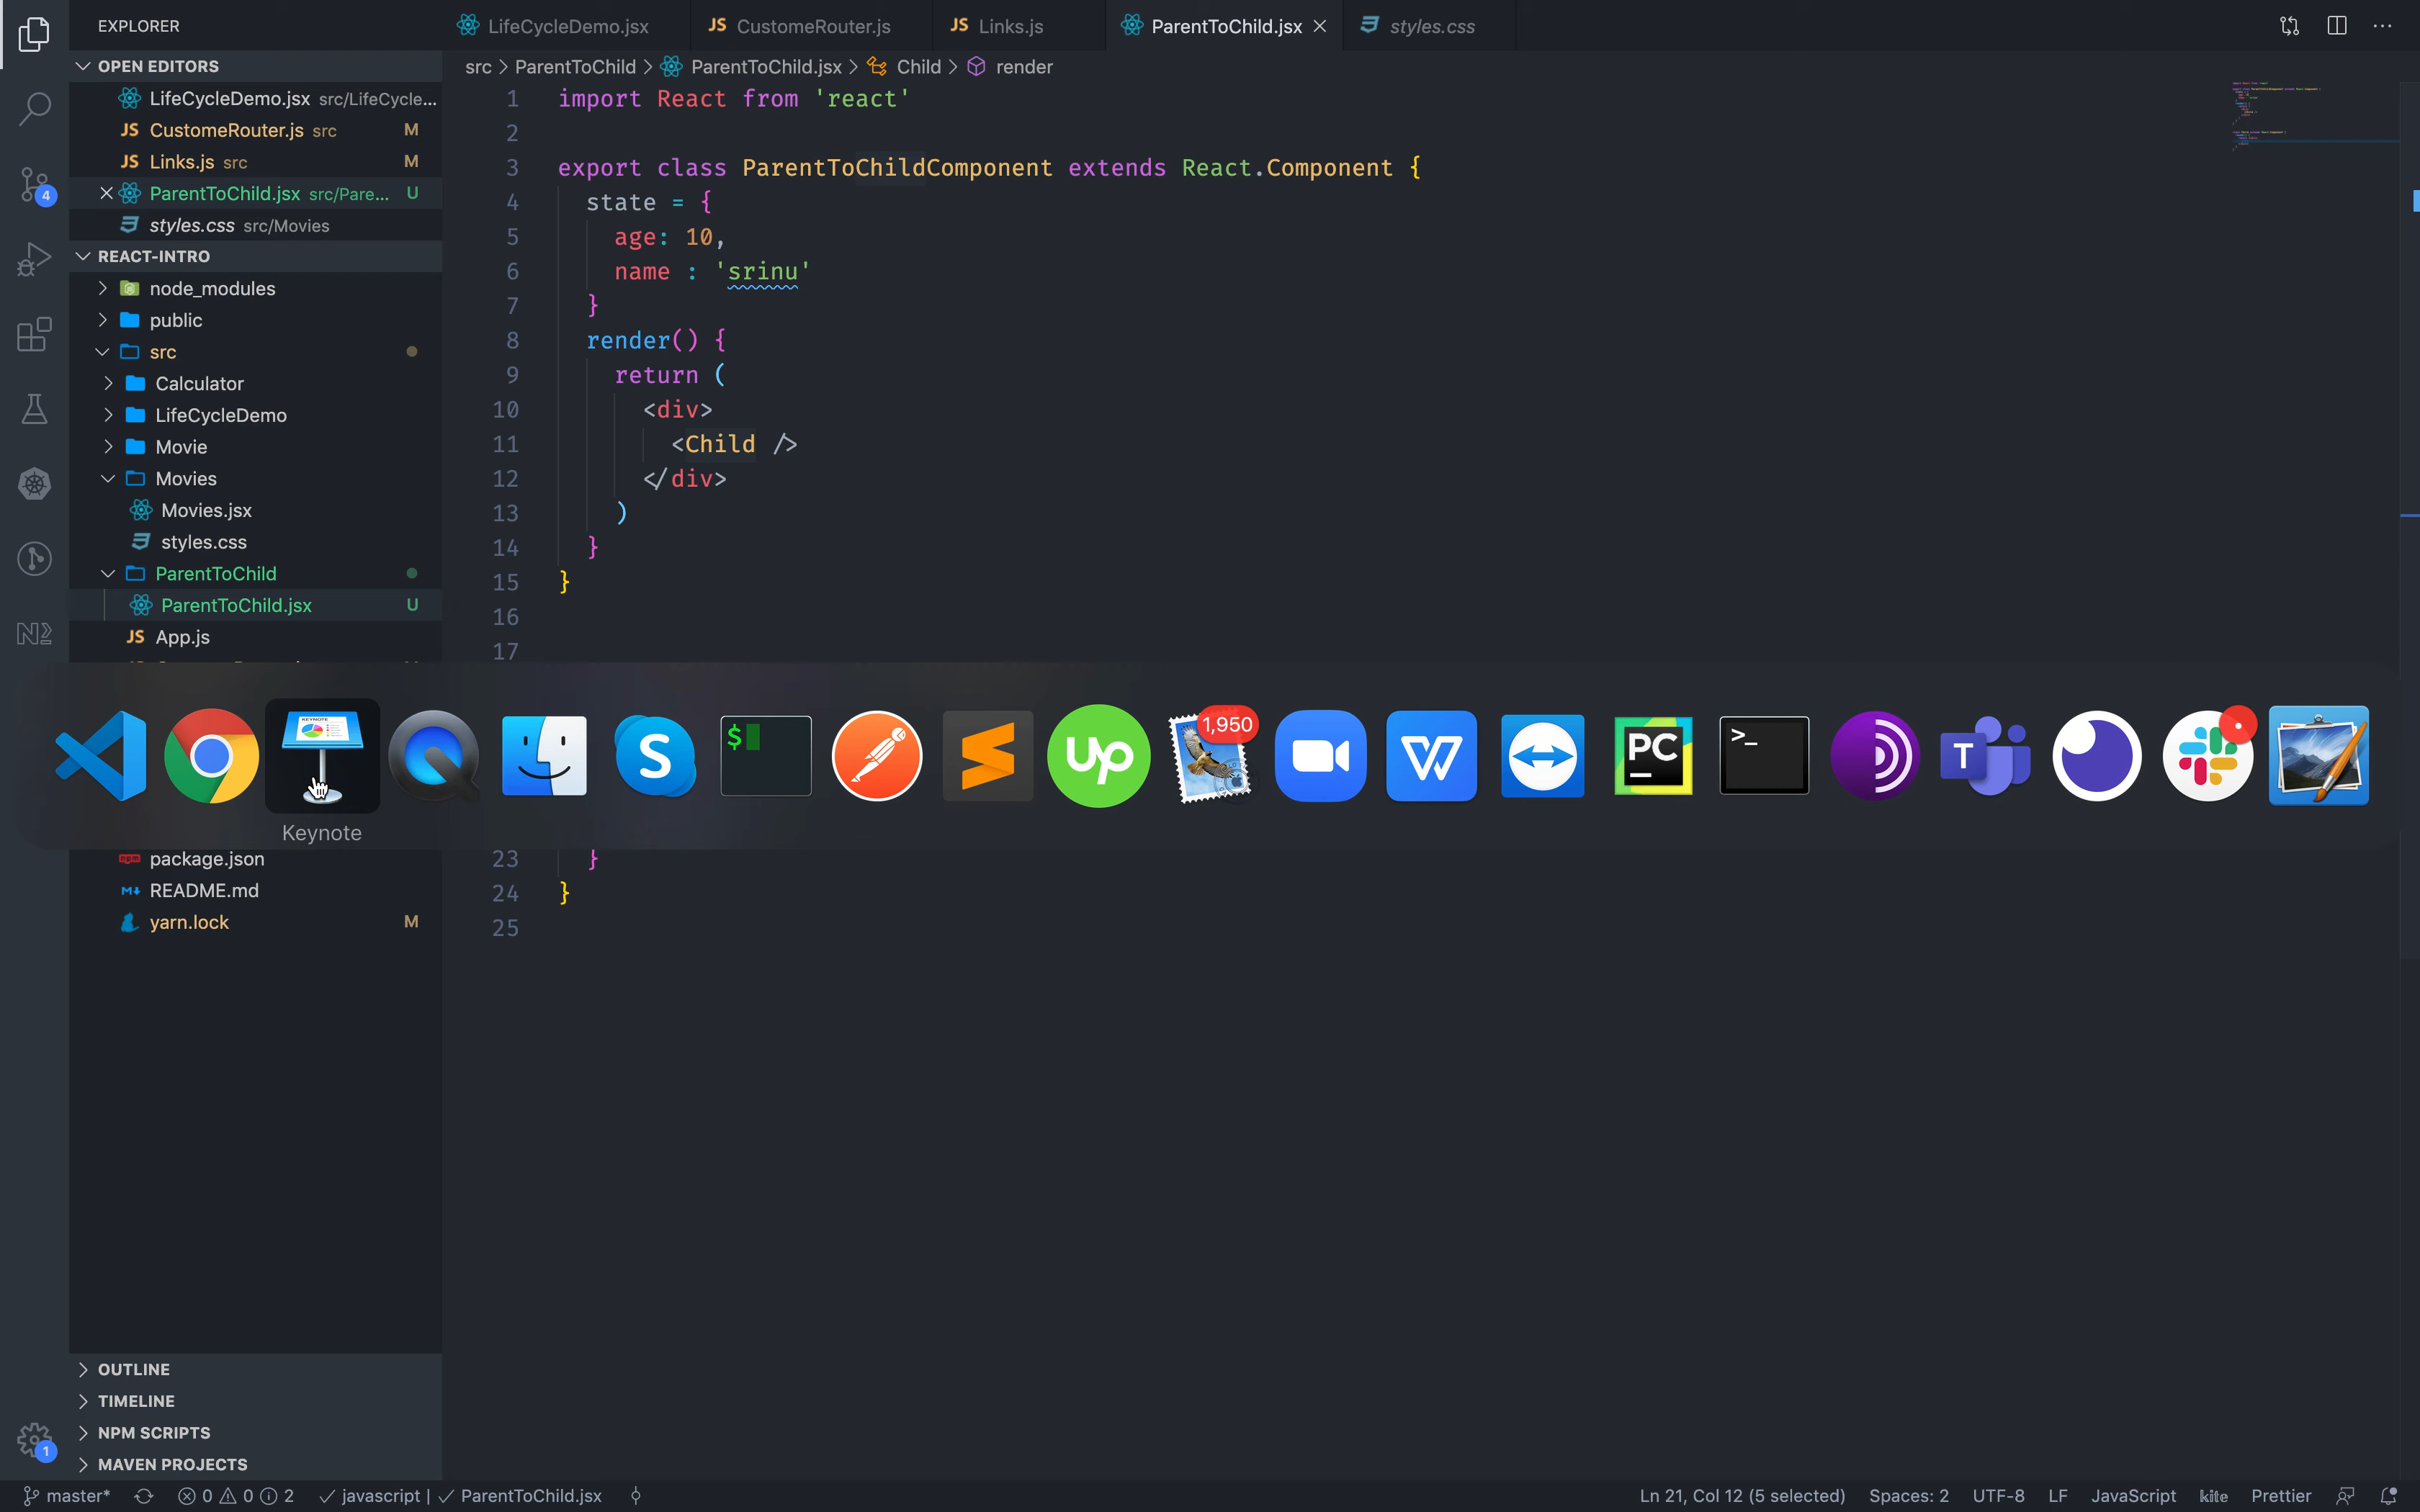 EXPLORER
LifeCycleDemo.jsx
JS CustomeRouter.js
JS Links.js
ParentToChild.jsx
styles.css
OPEN EDITORS
LifeCycleDemo.jsx src/LifeCycle...
JS CustomeRouter.js src M
JS Links.js src M
ParentToChild.jsx src/Pare... U
styles.css src/Movies
REACT-INTRO
node_modules
public
src
Calculator
LifeCycleDemo
Movie
Movies
Movies.jsx
styles.css
ParentToChild
ParentToChild.jsx U
JS App.js
package.json
README.md
yarn.lock M
OUTLINE
TIMELINE
NPM SCRIPTS
MAVEN PROJECTS
4
1
src > ParentToChild > ParentToChild.jsx > Child > render
1 import React from 'react'
2
3 export class ParentToChildComponent extends React.Component {
4 state = {
5 age: 10,
6 name : 'srinu'
7 }
8 render() {
9 return (
10 <div>
11 <Child />
12 </div>
13 )
14 }
15 }
16
17
23 }
24 }
25
KEYNOTE
S
$
up
1,950
W
PC
>_
T
Keynote
master* 0 0 2 javascript | ParentToChild.jsx
Ln 21, Col 12 (5 selected) Spaces: 2 UTF-8 LF JavaScript kite Prettier